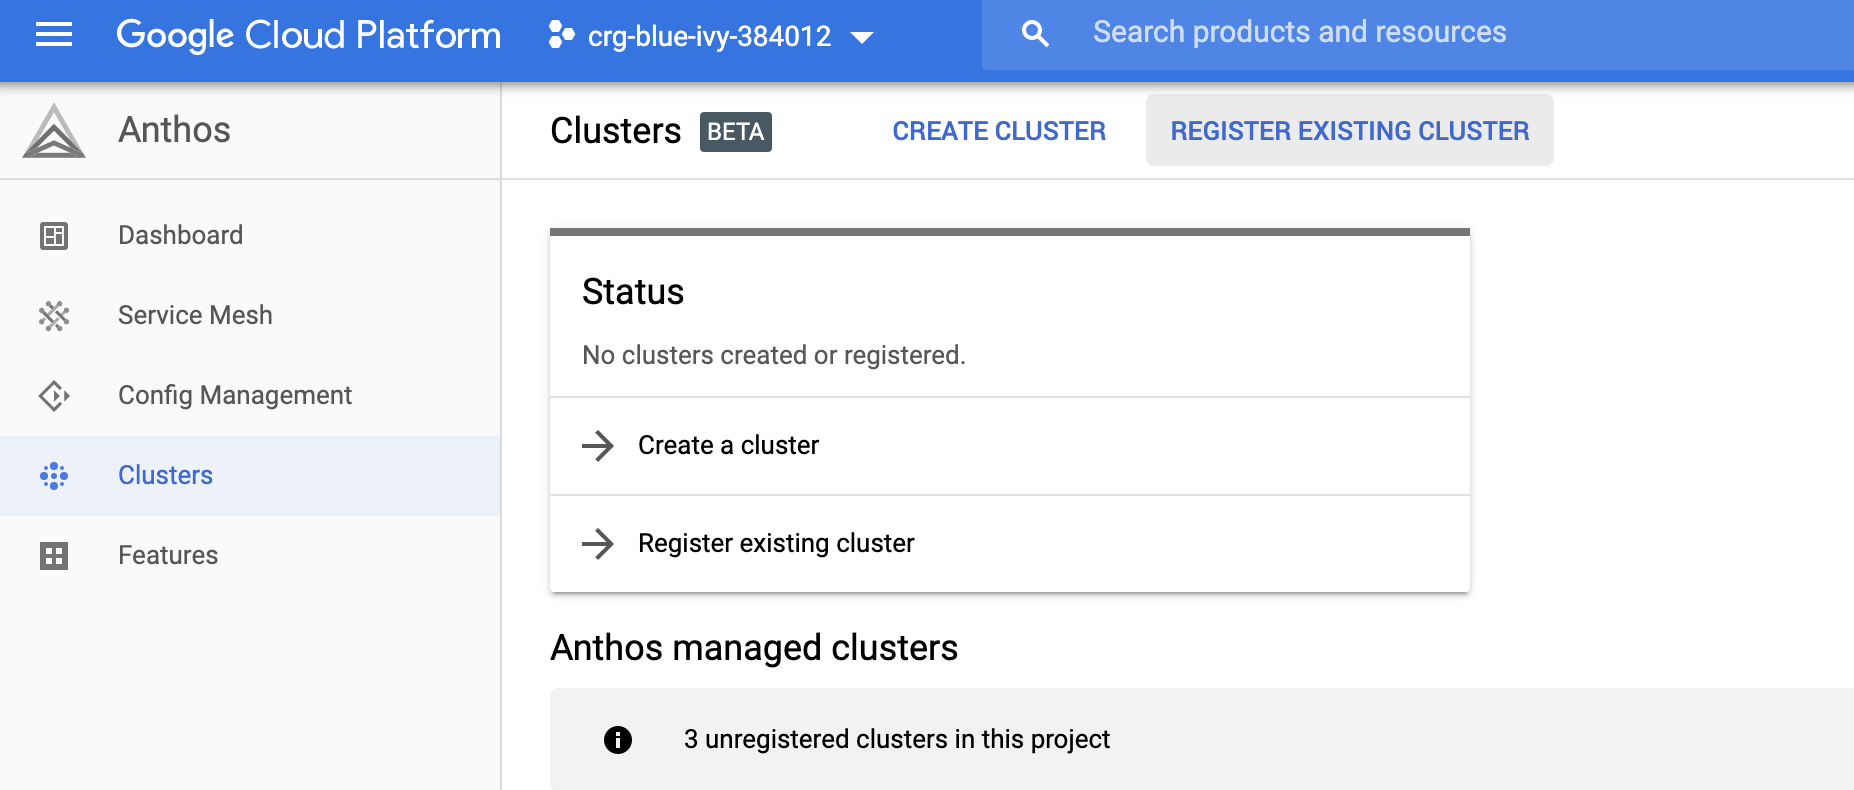 Google Cloud Platform
crg-blue-ivy-384012
Search products and resources
Anthos
Clusters BETA
CREATE CLUSTER
REGISTER EXISTING CLUSTER
Dashboard
Service Mesh
Config Management
Clusters
Features
Status
No clusters created or registered.
Create a cluster
Register existing cluster
Anthos managed clusters
3 unregistered clusters in this project